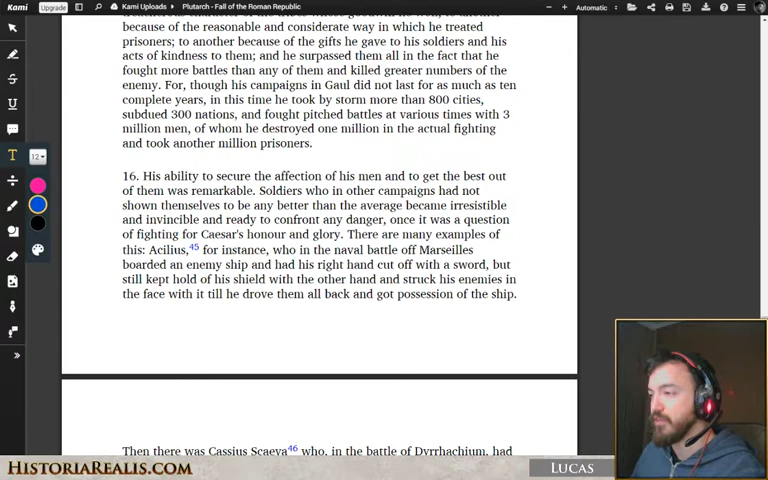 Kami
Upgrade
Kami Uploads
Plutarch - Fall of the Roman Republic
Automatic
because of the reasonable and considerate way in which he treated
prisoners; to another because of the gifts he gave to his soldiers and his
acts of kindness to them; and he surpassed them all in the fact that he
fought more battles than any of them and killed greater numbers of the
enemy. For, though his campaigns in Gaul did not last for as much as ten
complete years, in this time he took by storm more than 800 cities,
subdued 300 nations, and fought pitched battles at various times with 3
million men, of whom he destroyed one million in the actual fighting
and took another million prisoners.
12
16. His ability to secure the affection of his men and to get the best out
of them was remarkable. Soldiers who in other campaigns had not
shown themselves to be any better than the average became irresistible
and invincible and ready to confront any danger, once it was a question
of fighting for Caesar's honour and glory. There are many examples of
this: Acilius,45 for instance, who in the naval battle off Marseilles
boarded an enemy ship and had his right hand cut off with a sword, but
still kept hold of his shield with the other hand and struck his enemies in
the face with it till he drove them all back and got possession of the ship.
Then there was Cassius Scaeva46 who, in the battle of Dyrrhachium, had
HISTORIAREALIS.COM
LUCAS